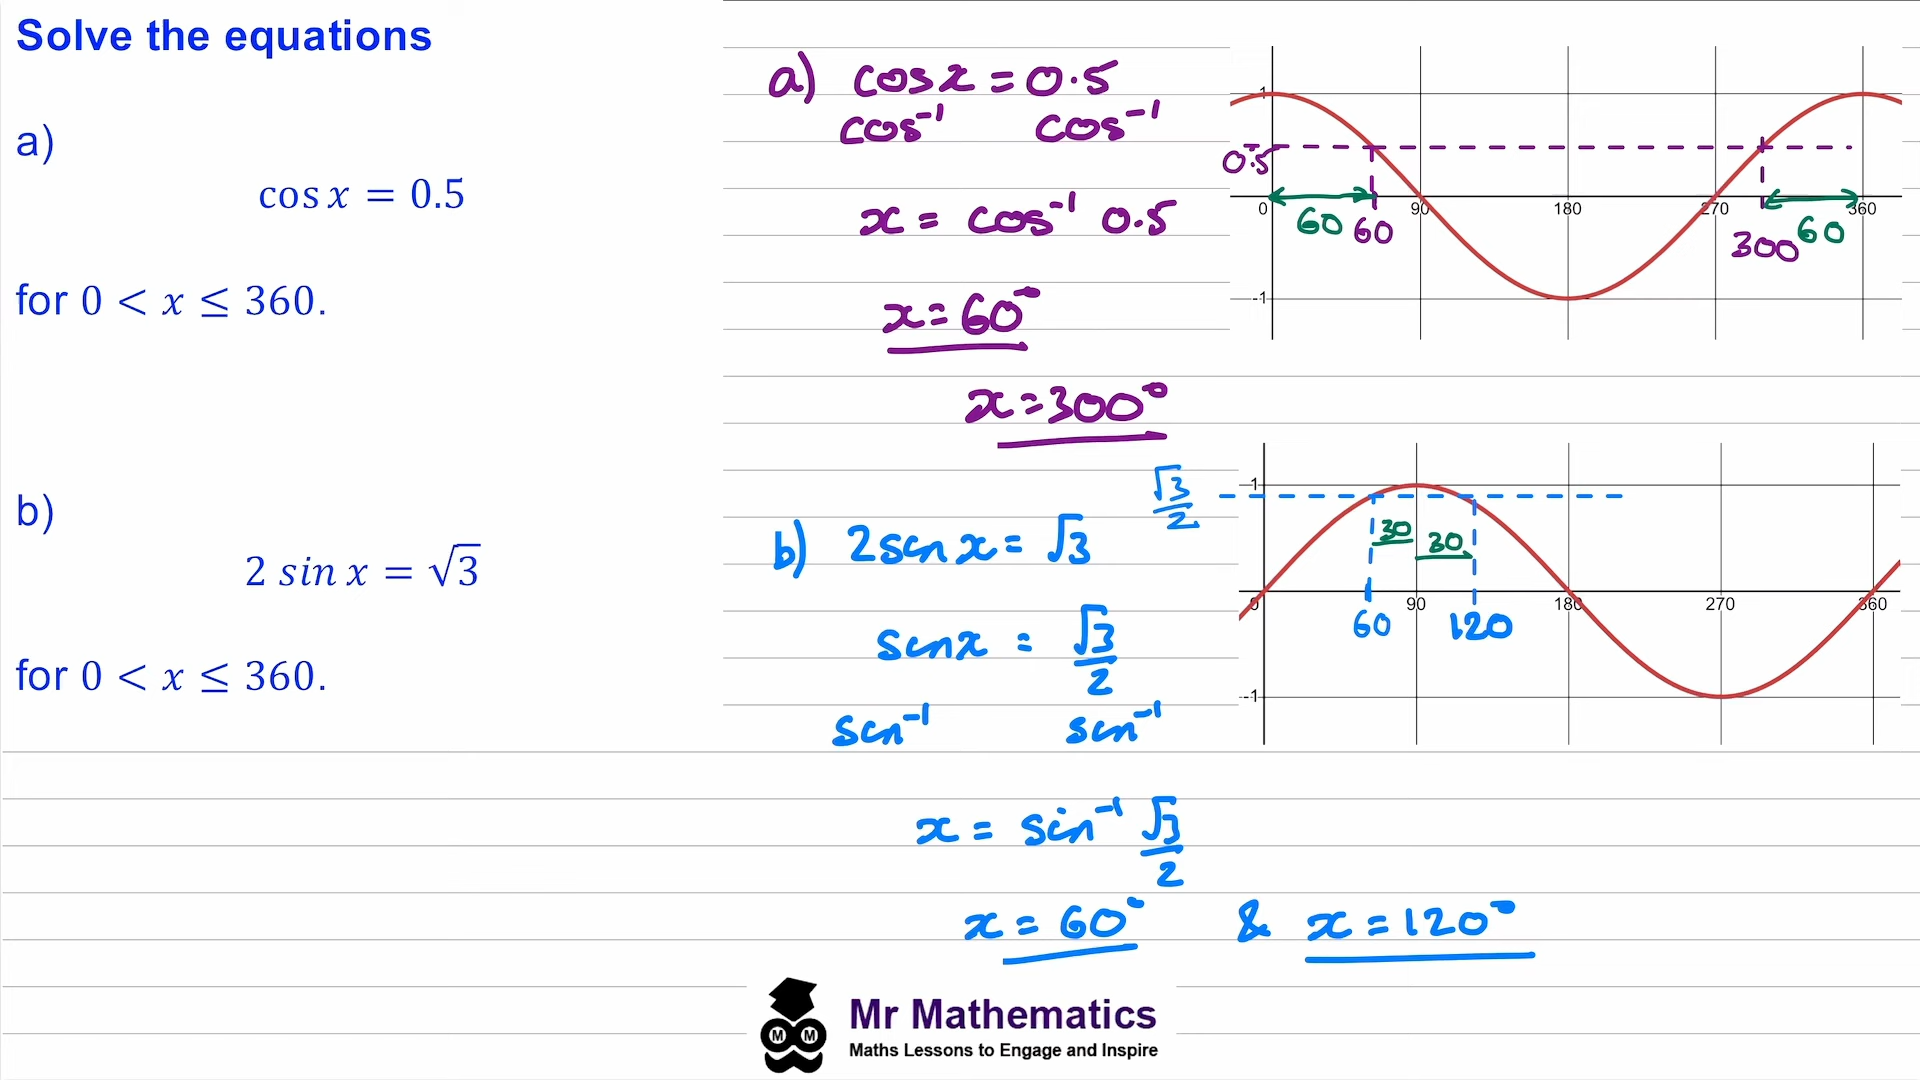 Solve the equations
a)
cos x = 0.5
for 0 < x ≤ 360.
b)
2 sin x = √3
for 0 < x ≤ 360.
a) cos x = 0.5
cos⁻¹ cos⁻¹
x = cos⁻¹ 0.5
x = 60°
x = 300°
1
0.5
0 90 180 270 360
60 60 300 60
-1
b) 2 sin x = √3
sin x = √3/2
sin⁻¹ sin⁻¹
x = sin⁻¹ √3/2
x = 60° & x = 120°
√3/2
1
30 30
0 90 180 270 360
60 120
-1
M M
Mr Mathematics
Maths Lessons to Engage and Inspire